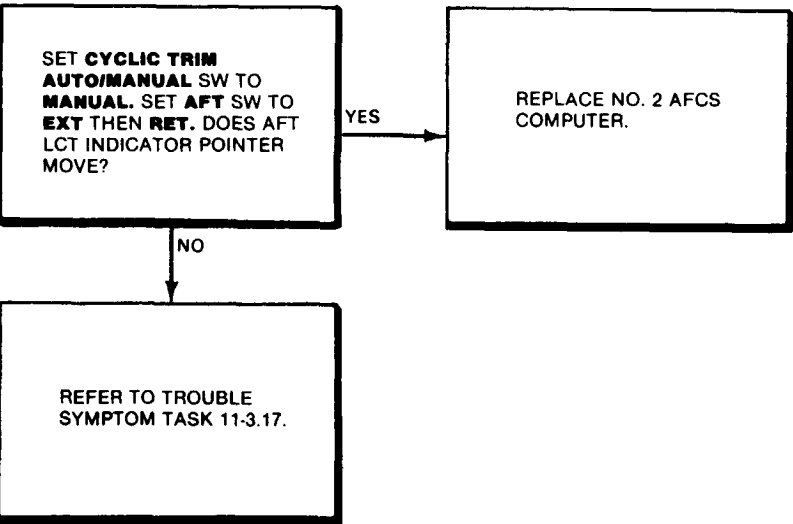 SET CYCLIC TRIM
AUTO/MANUAL SW TO
MANUAL. SET AFT SW TO
EXT THEN RET. DOES AFT
LCT INDICATOR POINTER
MOVE?
YES
REPLACE NO. 2 AFCS
COMPUTER.
NO
REFER TO TROUBLE
SYMPTOM TASK 11-3.17.